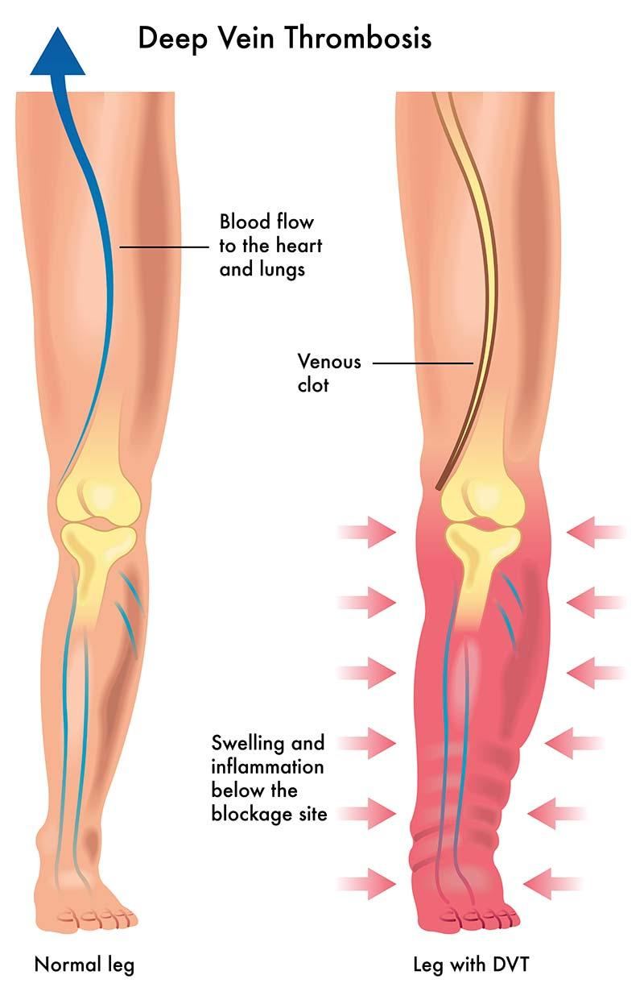 Deep Vein Thrombosis
Blood flow
to the heart
and lungs
Venous
clot
Swelling and
inflammation
below the
blockage site
Normal leg
Leg with DVT